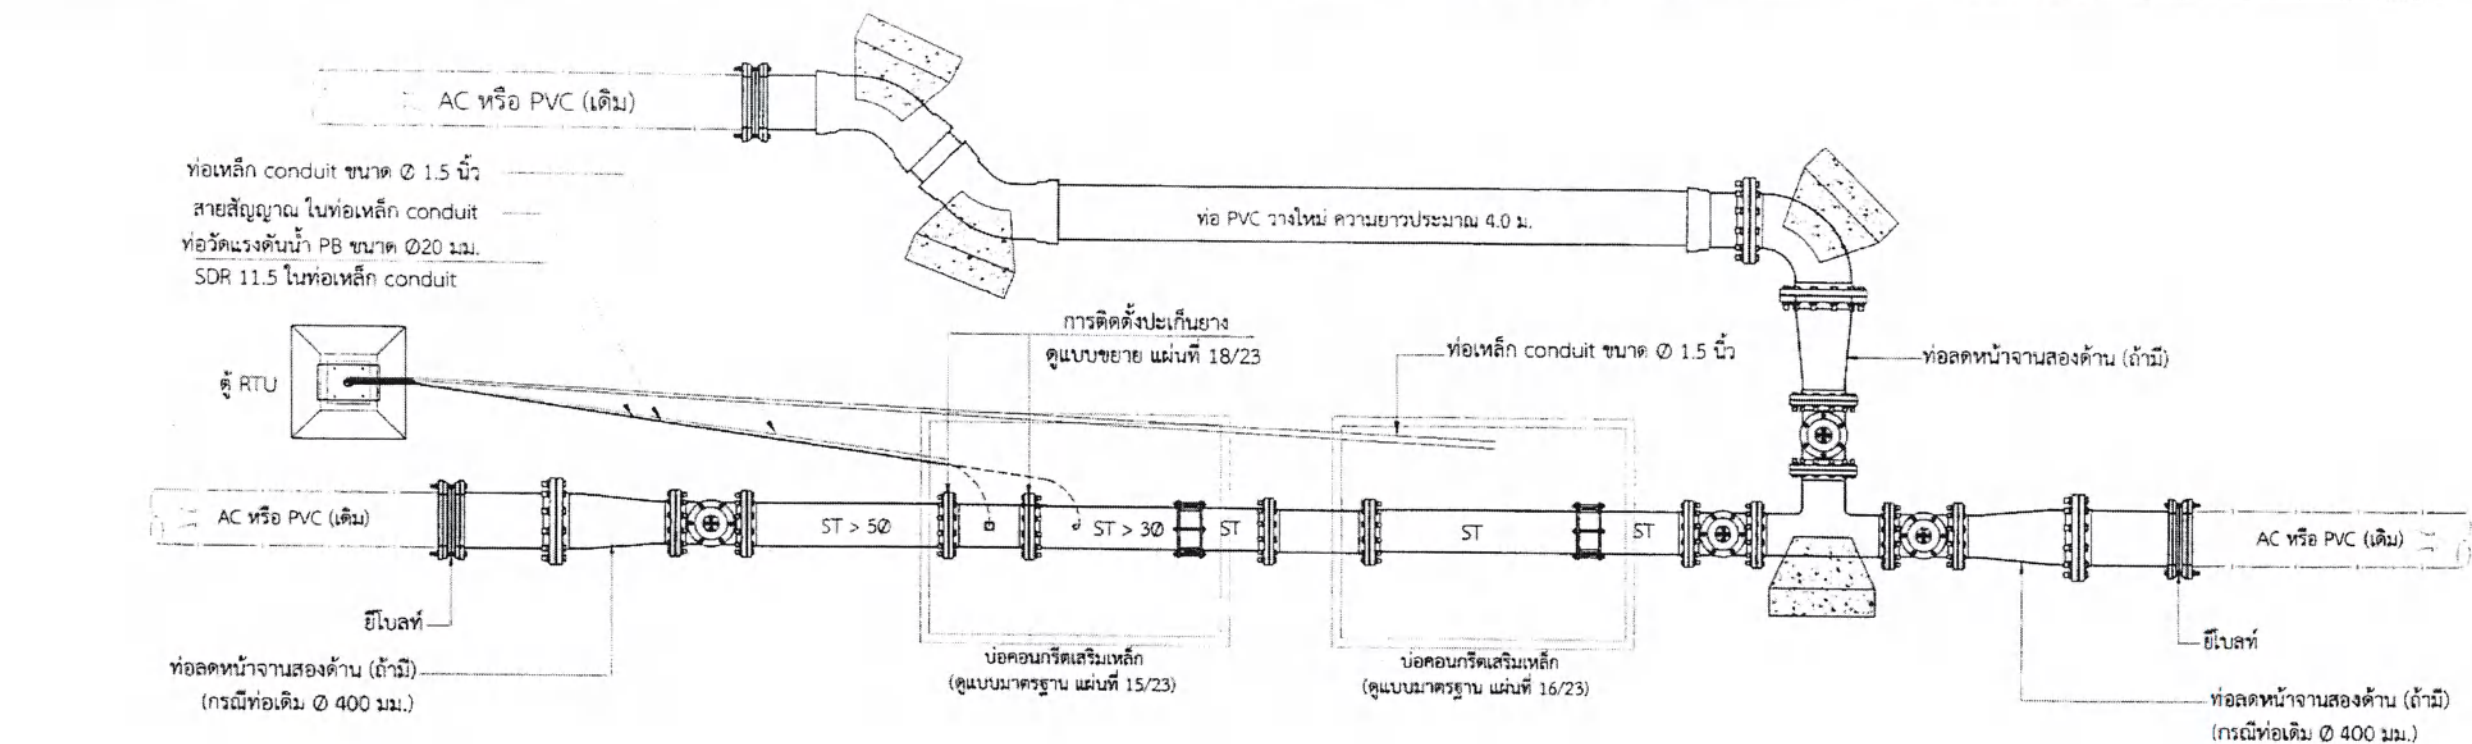 AC หรือ PVC (เดิม)
ท่อเหล็ก conduit ขนาด Ø 1.5 นิ้ว
สายสัญญาณ ในท่อเหล็ก conduit
ท่อวัดแรงดันน้ำ PB ขนาด Ø20 มม.
SDR 11.5 ในท่อเหล็ก conduit
ท่อ PVC วางใหม่ ความยาวประมาณ 4.0 ม.
การติดตั้งปะเก็นยาง
ดูแบบขยาย แผ่นที่ 18/23
ท่อเหล็ก conduit ขนาด Ø 1.5 นิ้ว
ท่อลดหน้าจานสองด้าน (ถ้ามี)
ตู้ RTU
AC หรือ PVC (เดิม)
ST > 5Ø
ST > 3Ø
ST
ST
ST
AC หรือ PVC (เดิม)
ยีโบลท์
ท่อลดหน้าจานสองด้าน (ถ้ามี)
(กรณีท่อเดิม Ø 400 มม.)
บ่อคอนกรีตเสริมเหล็ก
(ดูแบบมาตรฐาน แผ่นที่ 15/23)
บ่อคอนกรีตเสริมเหล็ก
(ดูแบบมาตรฐาน แผ่นที่ 16/23)
ยีโบลท์
ท่อลดหน้าจานสองด้าน (ถ้ามี)
(กรณีท่อเดิม Ø 400 มม.)